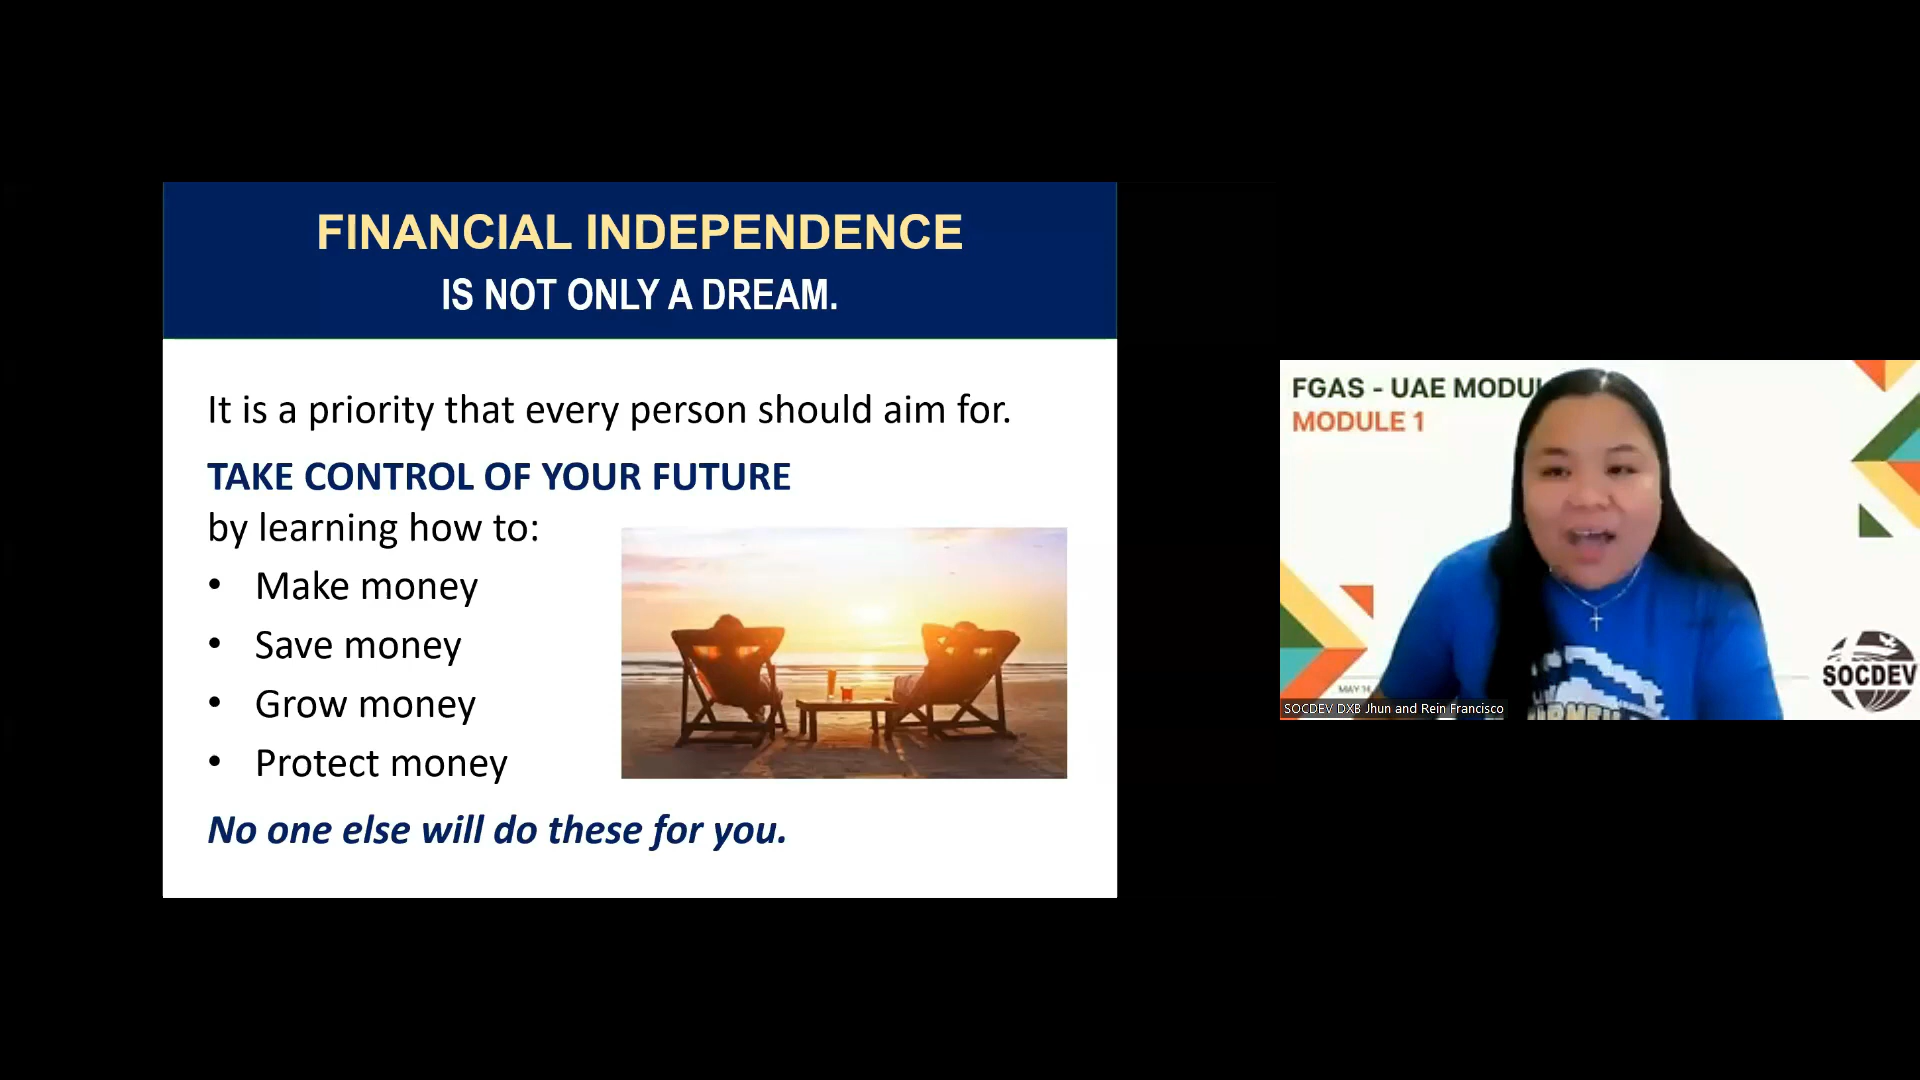 FINANCIAL INDEPENDENCE
IS NOT ONLY A DREAM.
It is a priority that every person should aim for.
TAKE CONTROL OF YOUR FUTURE
by learning how to:
• Make money
• Save money
• Grow money
• Protect money
No one else will do these for you.
FGAS - UAE MODU
MODULE 1
MAY 14
SOCDEV
SOCDEV DXB Jhun and Rein Francisco